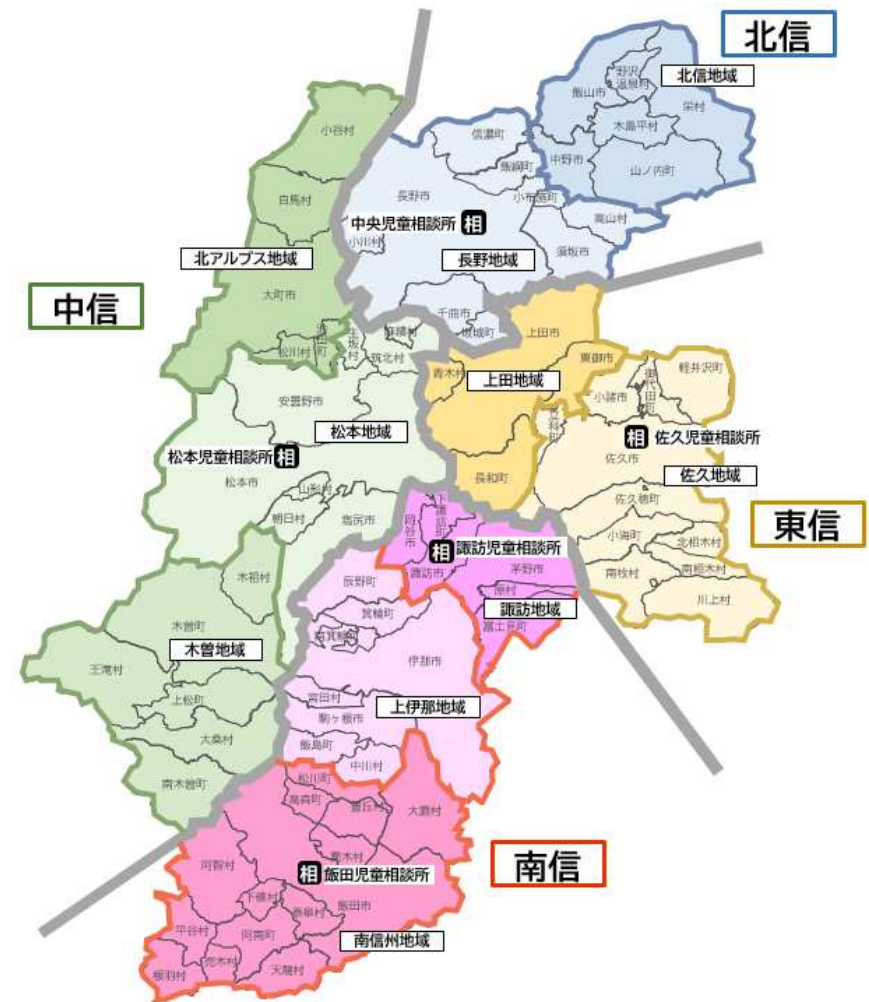 北信
北信地域
野沢
温泉村
飯山市
栄村
木島平村
中野市
山ノ内町
小谷村
白馬村
北アルプス地域
大町市
松川村
池田町
信濃町
飯綱町
長野市
小布施町
高山村
中央児童相談所 相
小川村
須坂市
長野地域
千曲市
坂城町
中信
生坂村
麻績村
筑北村
安曇野市
松本地域
松本児童相談所 相
松本市
山形村
朝日村
塩尻市
上田市
東御市
青木村
上田地域
長和町
軽井沢町
御代田町
小諸市
立科町
相 佐久児童相談所
佐久市
佐久地域
佐久穂町
小海町
北相木村
南相木村
南牧村
川上村
東信
下諏訪町
岡谷市
相 諏訪児童相談所
諏訪市
茅野市
原村
諏訪地域
富士見町
木祖村
木曽町
木曽地域
王滝村
上松町
大桑村
南木曽町
辰野町
箕輪町
南箕輪村
伊那市
宮田村
上伊那地域
駒ヶ根市
飯島町
中川村
南信
松川町
高森町
豊丘村
大鹿村
喬木村
阿智村
相 飯田児童相談所
下條村
泰阜村
飯田市
平谷村
阿南町
南信州地域
売木村
天龍村
根羽村